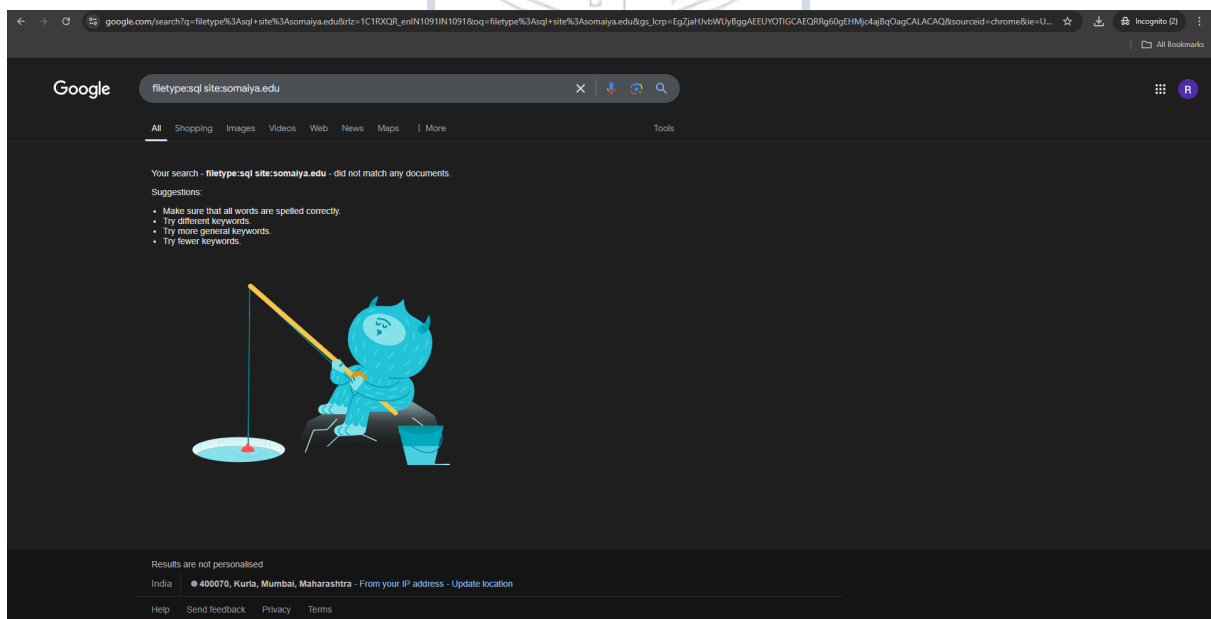 google.com/search?q=filetype%3Asql+site%3Asomaiya.edu&rlz=1C1RXQR_enIN1091IN1091&oq=filetype%3Asql+site%3Asomaiya.edu&gs_lcrp=EgZjaHJvbWUyBggAEEUYOTIGCAEQRRg60gEHMjc4ajBqOagCALACAQ&sourceid=chrome&ie=U... Incognito (2)
All Bookmarks
Google filetype:sql site:somaiya.edu R
All Shopping Images Videos Web News Maps More Tools
Your search - filetype:sql site:somaiya.edu - did not match any documents.
Suggestions:
• Make sure that all words are spelled correctly.
• Try different keywords.
• Try more general keywords.
• Try fewer keywords.
Results are not personalised
India 400070, Kurla, Mumbai, Maharashtra - From your IP address - Update location
Help Send feedback Privacy Terms